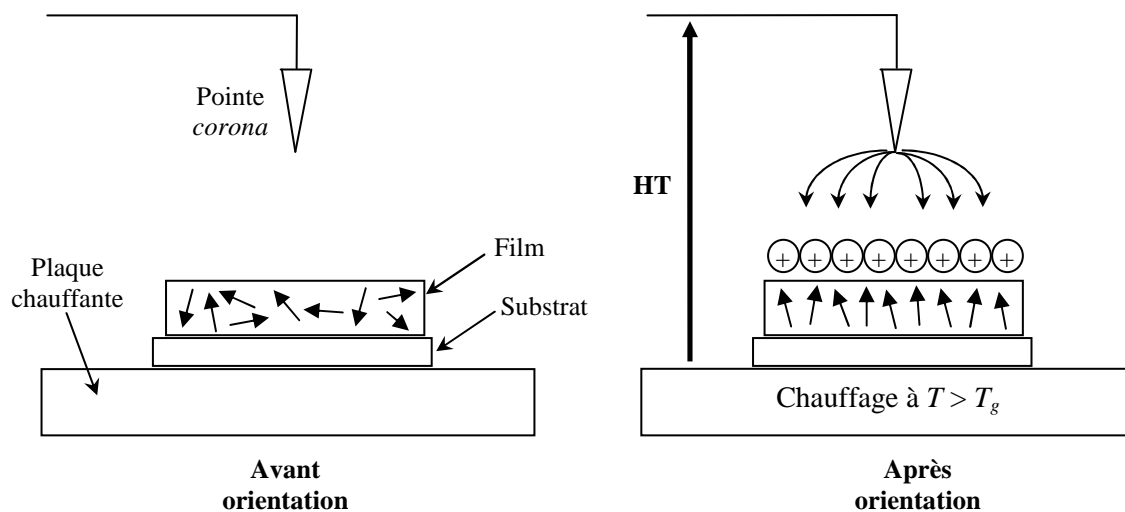 Pointe
corona
Film
Plaque
chauffante
Substrat
Avant
orientation
HT
+ + + + + + + +
Chauffage à T > Tg
Après
orientation